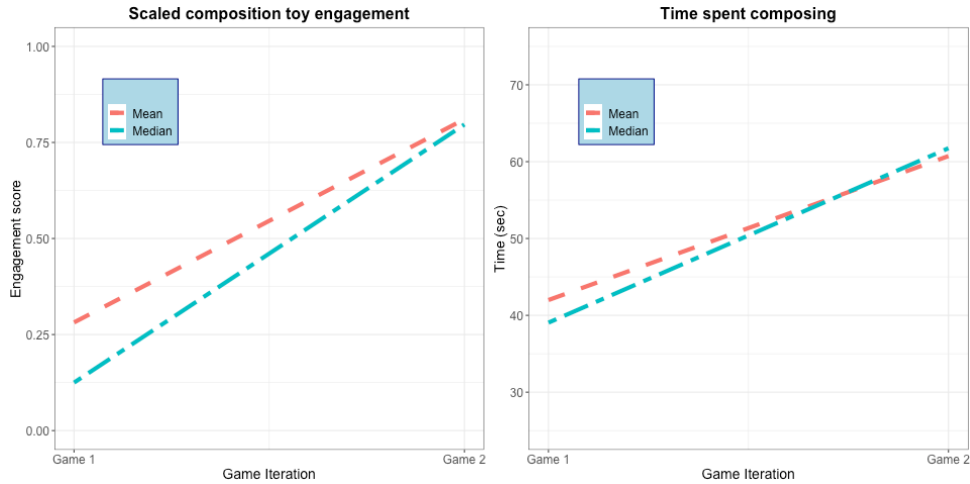 Scaled composition toy engagement
1.00
0.75
0.50
0.25
0.00
Engagement score
Mean
Median
Game 1
Game 2
Game Iteration
Time spent composing
70
60
50
40
30
Time (sec)
Mean
Median
Game 1
Game 2
Game Iteration